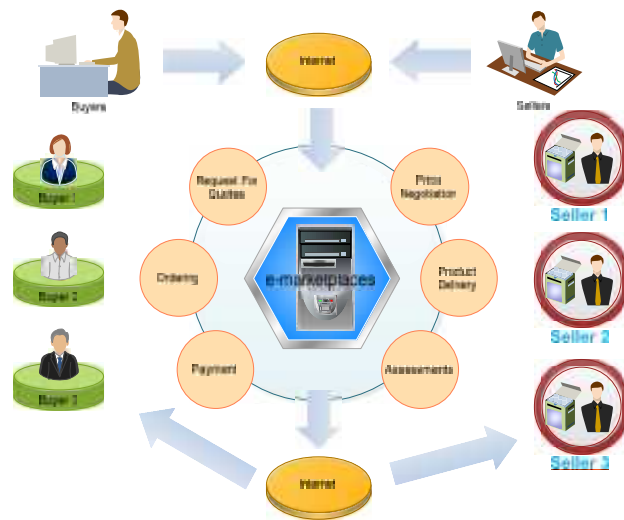 Internet
Buyers
Sellers
Buyer 1
Request For
Quotes
Price
Negotiation
Seller 1
Buyer 2
Ordering
e-marketplaces
Product
Delivery
Seller 2
Buyer 3
Payment
Assessments
Seller 3
Internet